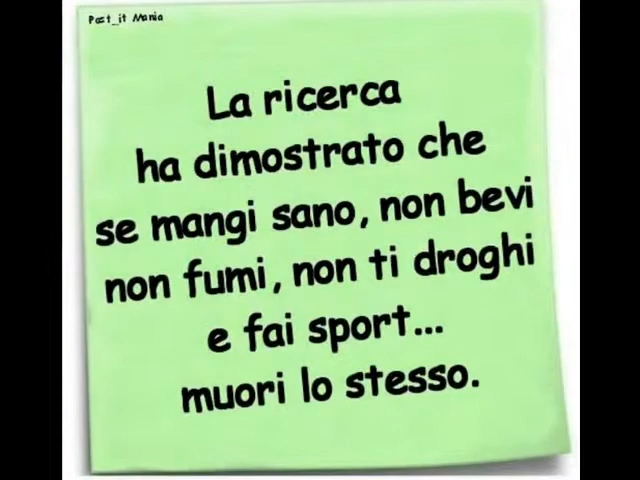 Post_it Mania
La ricerca
ha dimostrato che
se mangi sano, non bevi
non fumi, non ti droghi
e fai sport...
muori lo stesso.